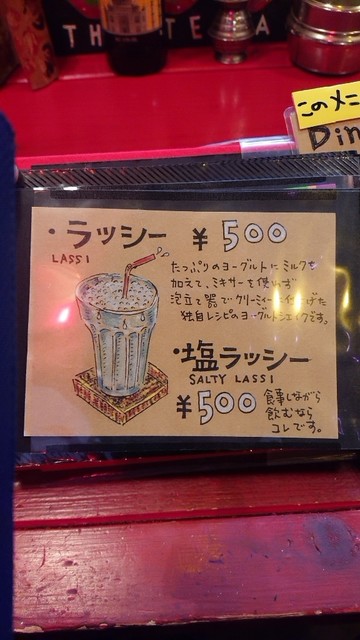 TH
TE
A
このメニ
Din
・ラッシー ¥500
LASSI
たっぷりのヨーグルトにミルクを
加えて、ミキサーを使わず
泡立て器でクリーミーに仕上げた
独自レシピのヨーグルトシェイクです。
・塩ラッシー
SALTY LASSI
¥500
食事しながら
飲むなら
コレです。